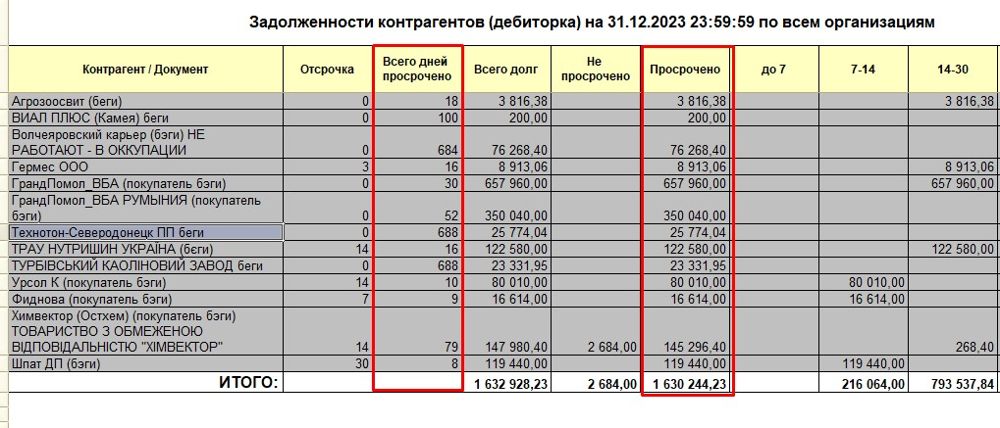 Задолженности контрагентов (дебиторка) на 31.12.2023 23:59:59 по всем организациям
Контрагент / Документ Отсрочка Всего дней просрочено Всего долг Не просрочено Просрочено до 7 7-14 14-30
Агрозоосвит (беги) 0 18 3 816,38 3 816,38 3 816,38
ВИАЛ ПЛЮС (Камея) беги 0 100 200,00 200,00
Волчеяровский карьер (бэги) НЕ
РАБОТАЮТ - В ОККУПАЦИИ 0 684 76 268,40 76 268,40
Гермес ООО 3 16 8 913,06 8 913,06 8 913,06
ГрандПомол_ВБА (покупатель бэги) 0 30 657 960,00 657 960,00 657 960,00
ГрандПомол_ВБА РУМЫНИЯ (покупатель
бэги) 0 52 350 040,00 350 040,00
Технотон-Северодонецк ПП беги 0 688 25 774,04 25 774,04
ТРАУ НУТРИШИН УКРАЇНА (беги) 14 16 122 580,00 122 580,00 122 580,00
ТУРБІВСЬКИЙ КАОЛІНОВИЙ ЗАВОД беги 0 688 23 331,95 23 331,95
Урсол К (покупатель бэги) 14 10 80 010,00 80 010,00 80 010,00
Фиднова (покупатель бэги) 7 9 16 614,00 16 614,00 16 614,00
Химвектор (Остхем) (покупатель бэги)
ТОВАРИСТВО З ОБМЕЖЕНОЮ
ВІДПОВІДАЛЬНІСТЮ "ХІМВЕКТОР" 14 79 147 980,40 2 684,00 145 296,40 268,40
Шпат ДП (бэги) 30 8 119 440,00 119 440,00 119 440,00
ИТОГО: 1 632 928,23 2 684,00 1 630 244,23 216 064,00 793 537,84